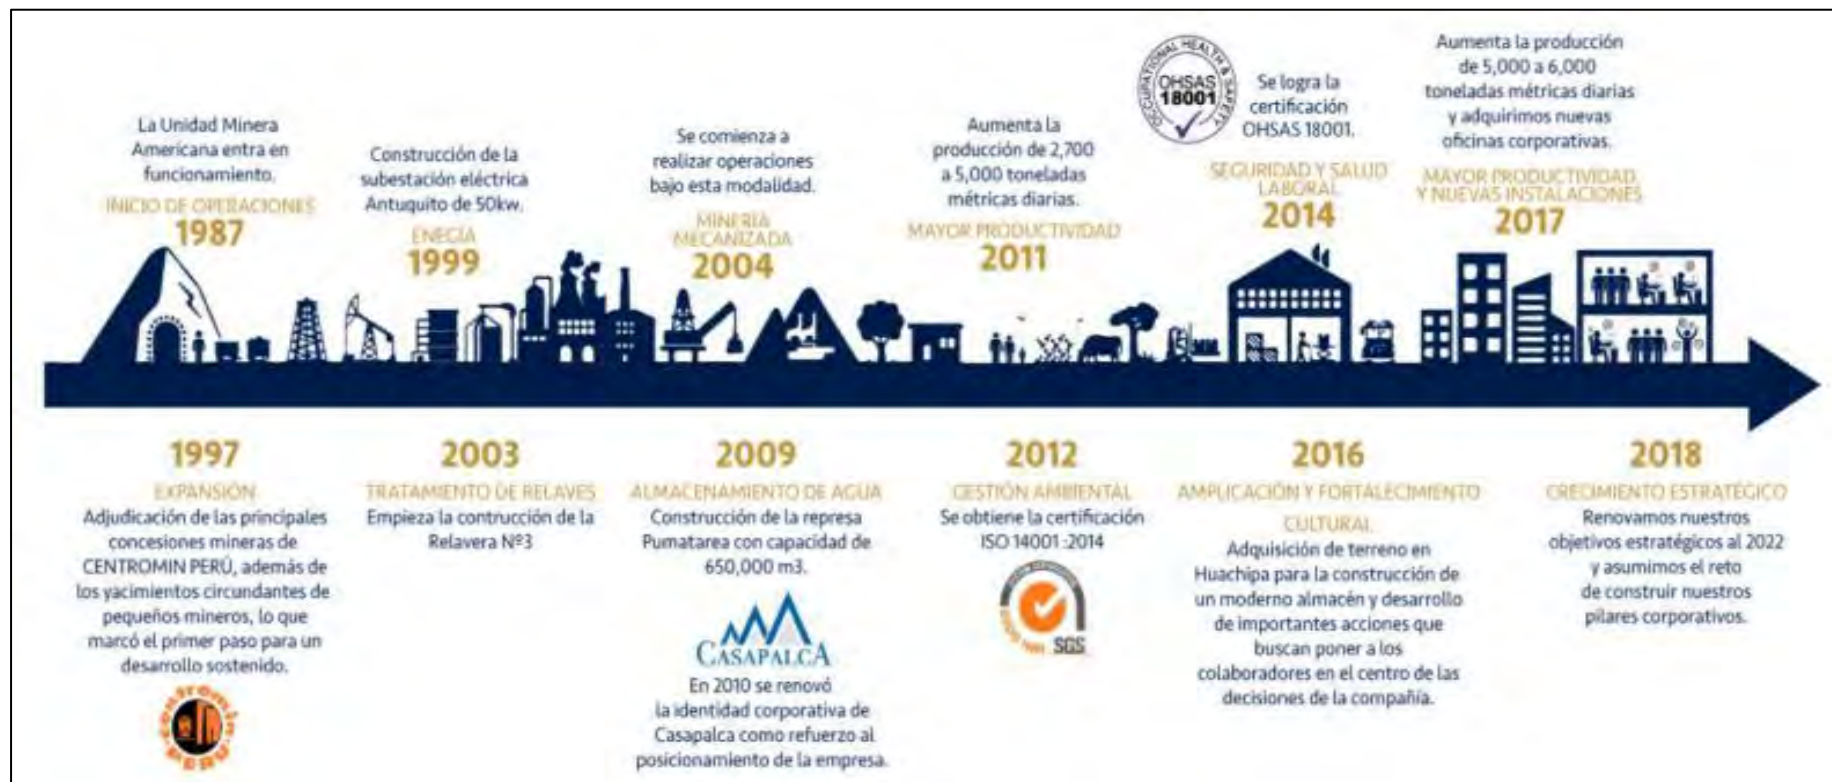 La Unidad Minera
Americana entra en
funcionamiento.
INICIO DE OPERACIONES
1987
Construcción de la
subestación eléctrica
Antuquito de 50kw.
ENEGÍA
1999
Se comienza a
realizar operaciones
bajo esta modalidad.
MINERÍA
MECANIZADA
2004
Aumenta la
producción de 2,700
a 5,000 toneladas
métricas diarias.
MAYOR PRODUCTIVIDAD
2011
OCCUPATIONAL HEALTH & SAFETY
OHSAS
18001
Se logra la
certificación
OHSAS 18001.
SEGURIDAD Y SALUD
LABORAL
2014
Aumenta la producción
de 5,000 a 6,000
toneladas métricas diarias
y adquirimos nuevas
oficinas corporativas.
MAYOR PRODUCTIVIDAD
Y NUEVAS INSTALACIONES
2017
1997
EXPANSIÓN
Adjudicación de las principales
concesiones mineras de
CENTROMIN PERÚ, además de
los yacimientos circundantes de
pequeños mineros, lo que
marcó el primer paso para un
desarrollo sostenido.
centromin
PERU
2003
TRATAMIENTO DE RELAVES
Empieza la contrucción de la
Relavera Nº3
2009
ALMACENAMIENTO DE AGUA
Construcción de la represa
Pumatarea con capacidad de
650,000 m3.
CASAPALCA
En 2010 se renovó
la identidad corporativa de
Casapalca como refuerzo al
posicionamiento de la empresa.
2012
GESTIÓN AMBIENTAL
Se obtiene la certificación
ISO 14001 :2014
SGS
2016
AMPLICACIÓN Y FORTALECIMIENTO
CULTURAL
Adquisición de terreno en
Huachipa para la construcción de
un moderno almacén y desarrollo
de importantes acciones que
buscan poner a los
colaboradores en el centro de las
decisiones de la compañía.
2018
CRECIMIENTO ESTRATÉGICO
Renovamos nuestros
objetivos estratégicos al 2022
y asumimos el reto
de construir nuestros
pilares corporativos.